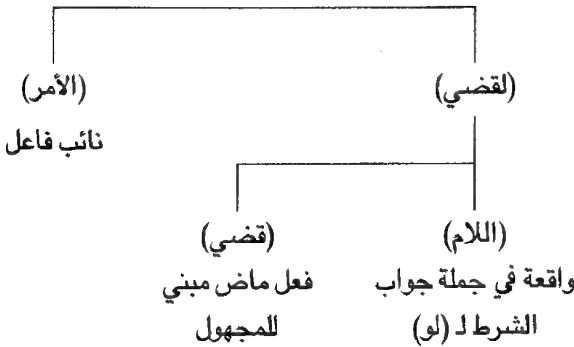 (لقضي) (الأمر)
نائب فاعل
(اللام) (قضي)
واقعة في جملة جواب فعل ماض مبني
الشرط لـ (لو) للمجهول